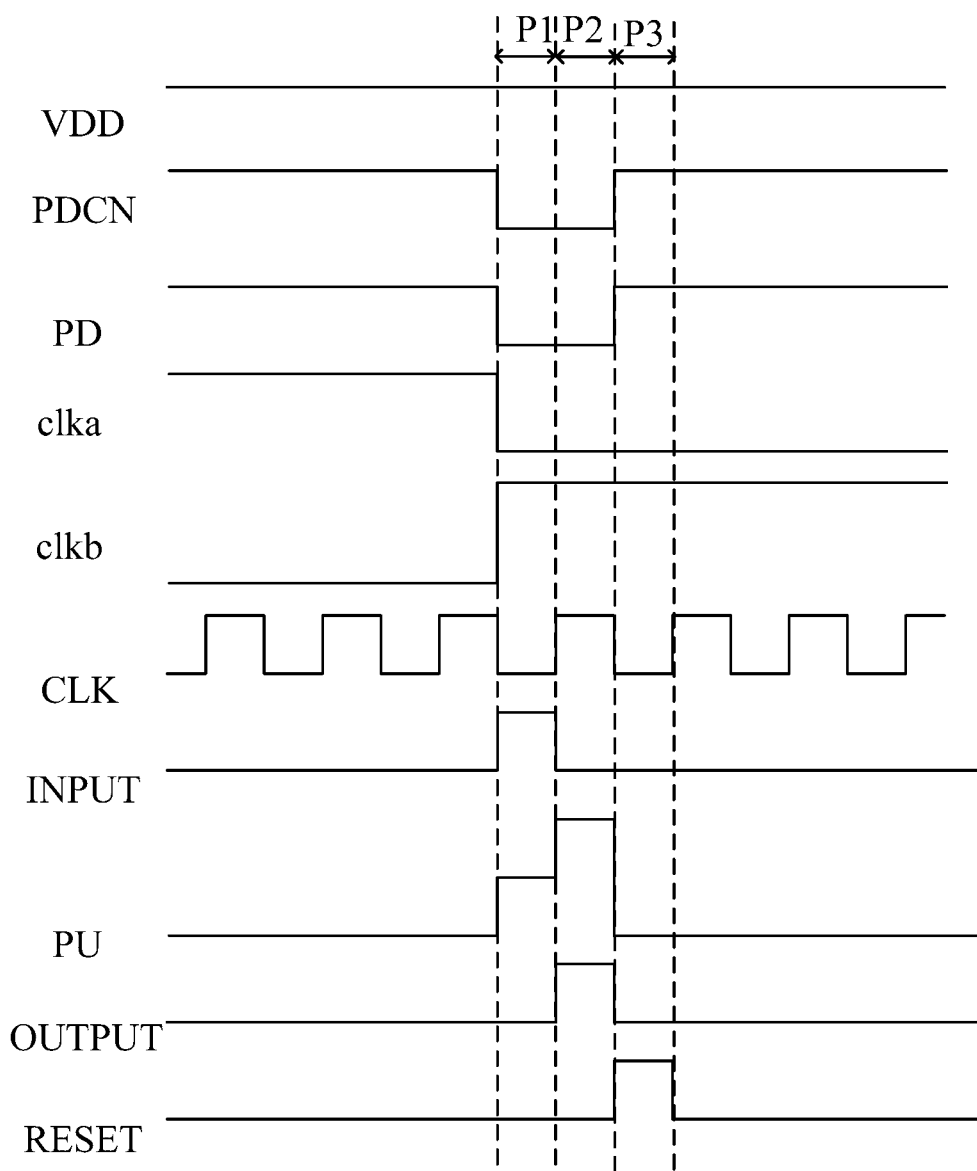 P1 P2 P3
VDD
PDCN
PD
clka
clkb
CLK
INPUT
PU
OUTPUT
RESET